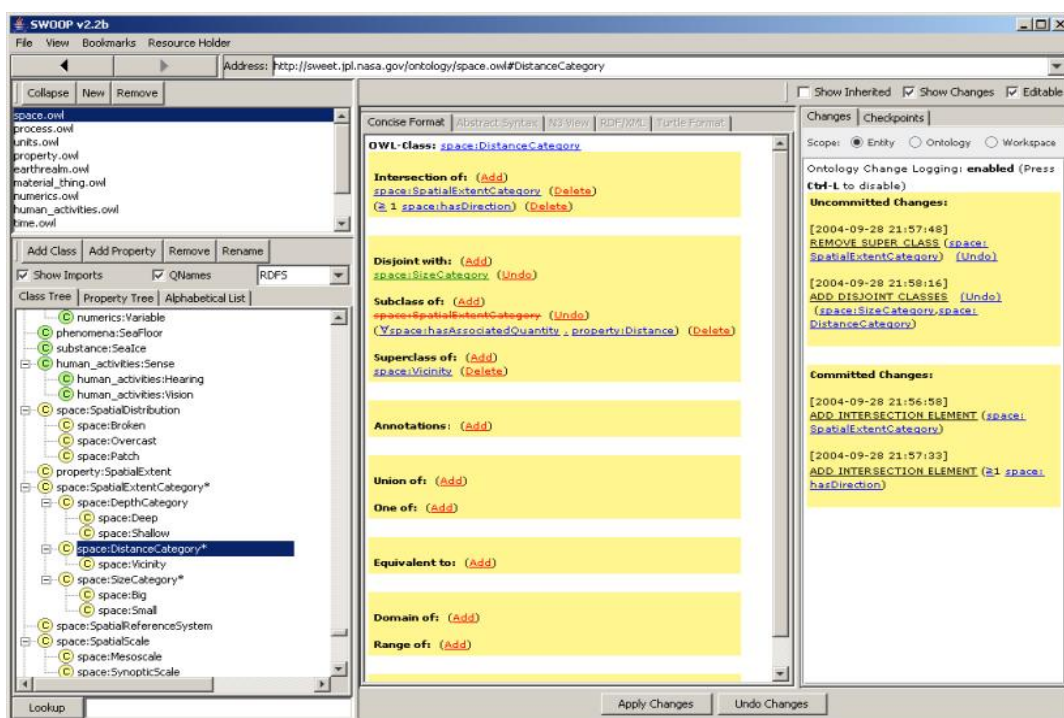 SWOOP v2.2b
File View Bookmarks Resource Holder
Address: http://sweet.jpl.nasa.gov/ontology/space.owl#DistanceCategory
Collapse New Remove
space.owl
process.owl
units.owl
property.owl
earthrealm.owl
material_thing.owl
numerics.owl
human_activities.owl
time.owl
Add Class Add Property Remove Rename
Show Imports QNames RDFS
Class Tree Property Tree Alphabetical List
numerics:Variable
phenomena:SeaFloor
substance:SeaIce
human_activities:Sense
human_activities:Hearing
human_activities:Vision
space:SpatialDistribution
space:Broken
space:Overcast
space:Patch
property:SpatialExtent
space:SpatialExtentCategory*
space:DepthCategory
space:Deep
space:Shallow
space:DistanceCategory*
space:Vicinity
space:SizeCategory*
space:Big
space:Small
space:SpatialReferenceSystem
space:SpatialScale
space:Mesoscale
space:SynopticScale
Lookup
Show Inherited Show Changes Editable
Concise Format Abstract Syntax N3 View RDF/XML Turtle Format
OWL-Class: space:DistanceCategory
Intersection of: (Add)
space:SpatialExtentCategory (Delete)
(≥ 1 space:hasDirection) (Delete)
Disjoint with: (Add)
space:SizeCategory (Undo)
Subclass of: (Add)
space:SpatialExtentCategory (Undo)
(∀space:hasAssociatedQuantity . property:Distance) (Delete)
Superclass of: (Add)
space:Vicinity (Delete)
Annotations: (Add)
Union of: (Add)
One of: (Add)
Equivalent to: (Add)
Domain of: (Add)
Range of: (Add)
Apply Changes Undo Changes
Changes Checkpoints
Scope: Entity Ontology Workspace
Ontology Change Logging: enabled (Press
Ctrl-L to disable)
Uncommitted Changes:
[2004-09-28 21:57:48]
REMOVE SUPER CLASS (space:
SpatialExtentCategory) (Undo)
[2004-09-28 21:58:16]
ADD DISJOINT CLASSES (Undo)
(space:SizeCategory,space:
DistanceCategory)
Committed Changes:
[2004-09-28 21:56:58]
ADD INTERSECTION ELEMENT (space:
SpatialExtentCategory)
[2004-09-28 21:57:33]
ADD INTERSECTION ELEMENT (≥1 space:
hasDirection)